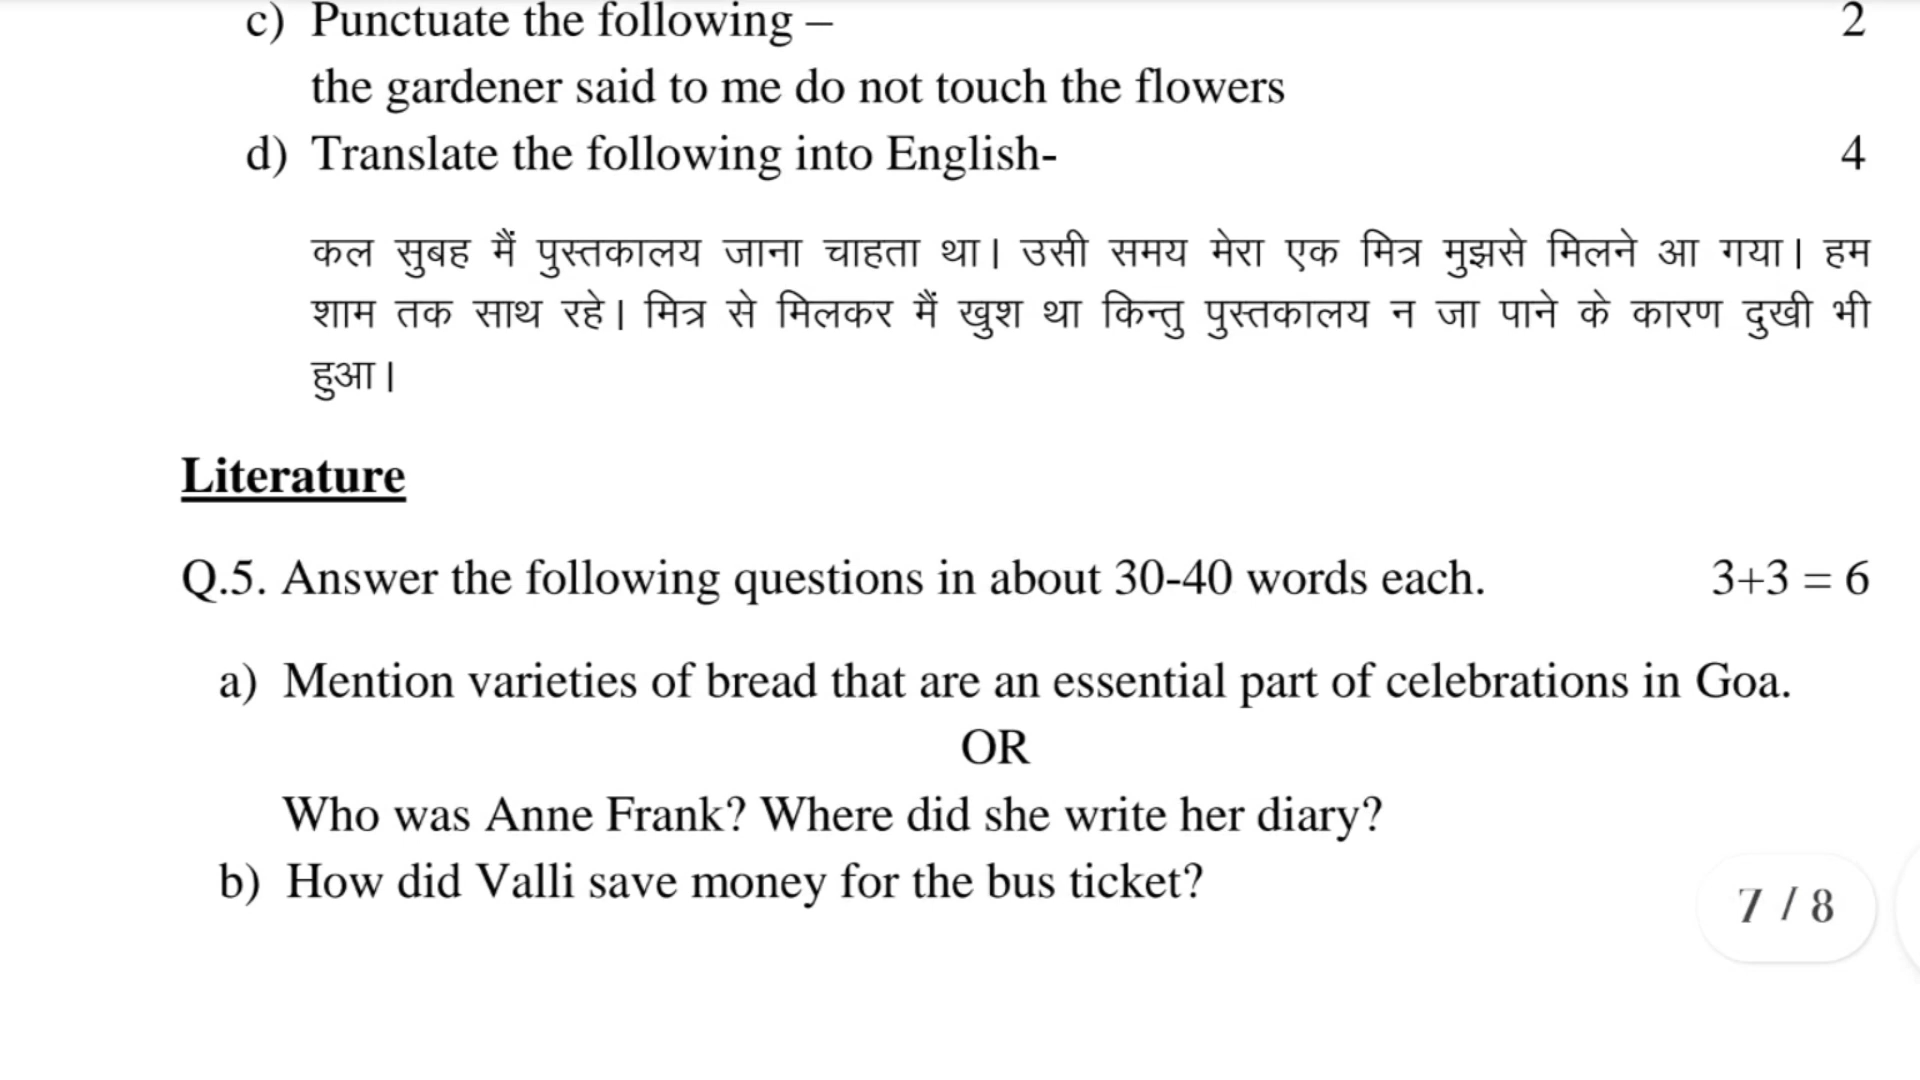 c) Punctuate the following – 2
the gardener said to me do not touch the flowers
d) Translate the following into English- 4
कल सुबह मैं पुस्तकालय जाना चाहता था। उसी समय मेरा एक मित्र मुझसे मिलने आ गया। हम
शाम तक साथ रहे। मित्र से मिलकर मैं खुश था किन्तु पुस्तकालय न जा पाने के कारण दुखी भी
हुआ।
Literature
Q.5. Answer the following questions in about 30-40 words each. 3+3 = 6
a) Mention varieties of bread that are an essential part of celebrations in Goa.
OR
Who was Anne Frank? Where did she write her diary?
b) How did Valli save money for the bus ticket?
7 / 8